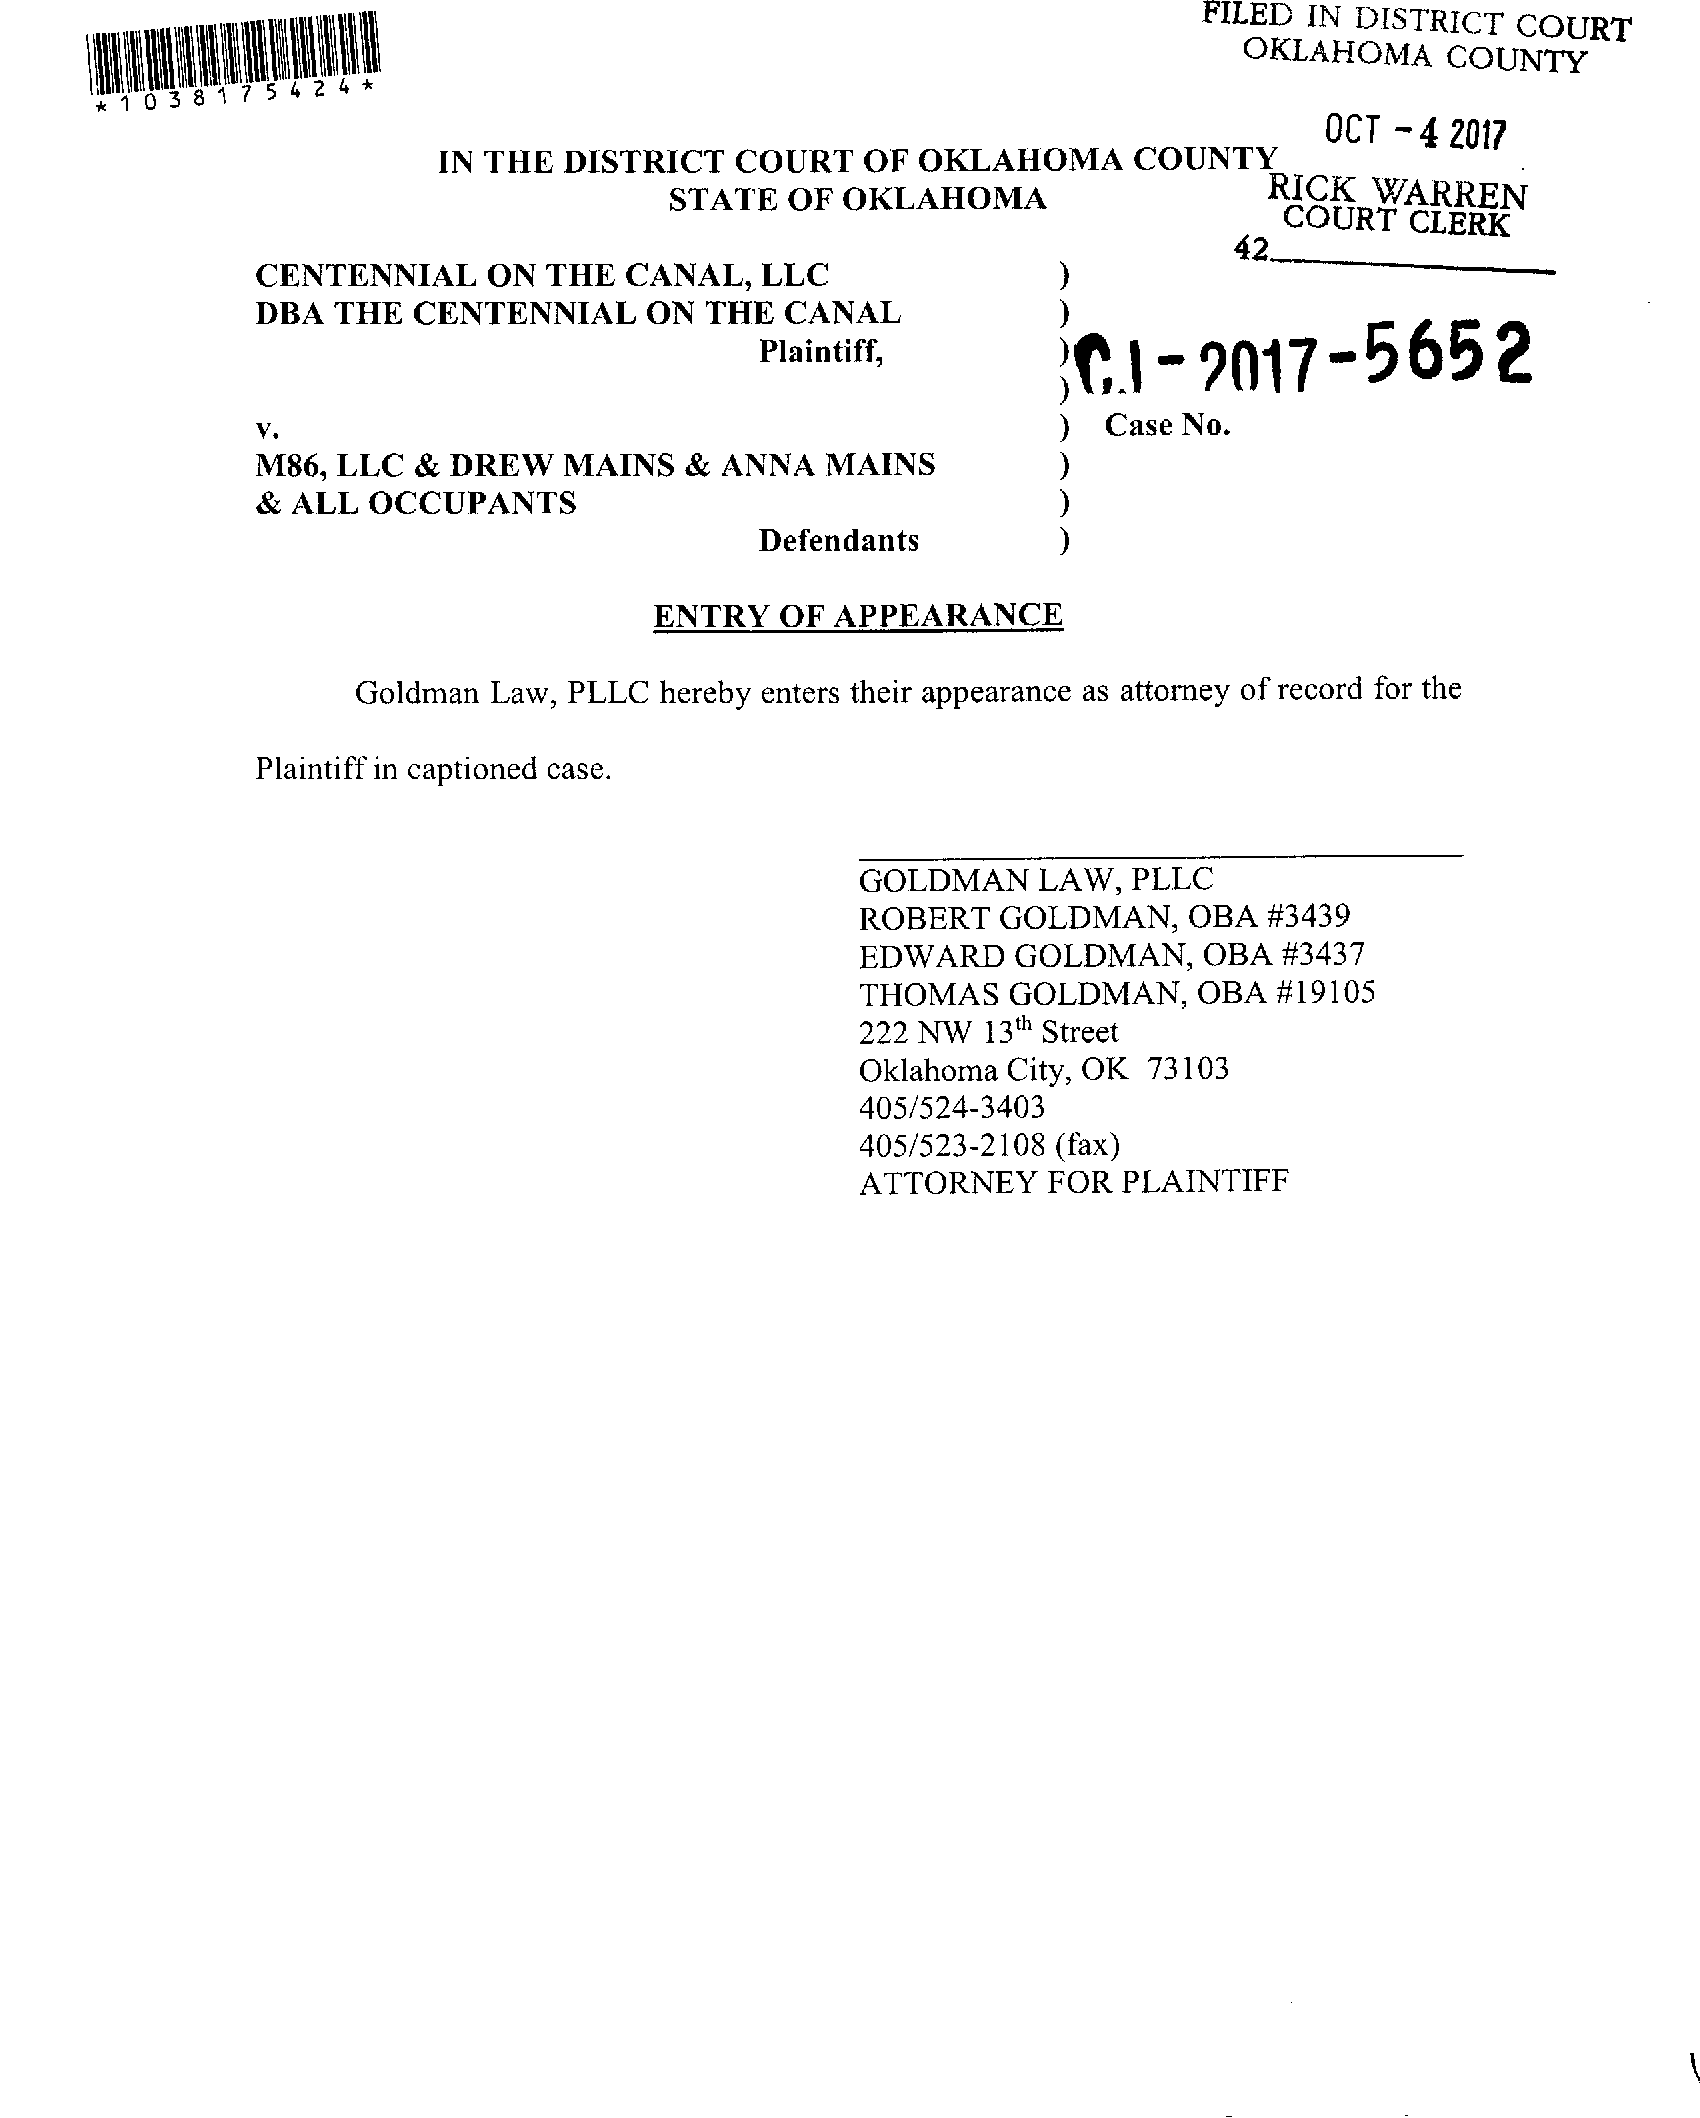 *1038175424*
FILED IN DISTRICT COURT
OKLAHOMA COUNTY
OCT -4 2017
RICK WARREN
COURT CLERK
42
IN THE DISTRICT COURT OF OKLAHOMA COUNTY
STATE OF OKLAHOMA
CENTENNIAL ON THE CANAL, LLC )
DBA THE CENTENNIAL ON THE CANAL )
Plaintiff, )
) CJ-2017-5652
v. ) Case No.
M86, LLC & DREW MAINS & ANNA MAINS )
& ALL OCCUPANTS )
Defendants )
ENTRY OF APPEARANCE
Goldman Law, PLLC hereby enters their appearance as attorney of record for the
Plaintiff in captioned case.
GOLDMAN LAW, PLLC
ROBERT GOLDMAN, OBA #3439
EDWARD GOLDMAN, OBA #3437
THOMAS GOLDMAN, OBA #19105
222 NW 13th Street
Oklahoma City, OK 73103
405/524-3403
405/523-2108 (fax)
ATTORNEY FOR PLAINTIFF